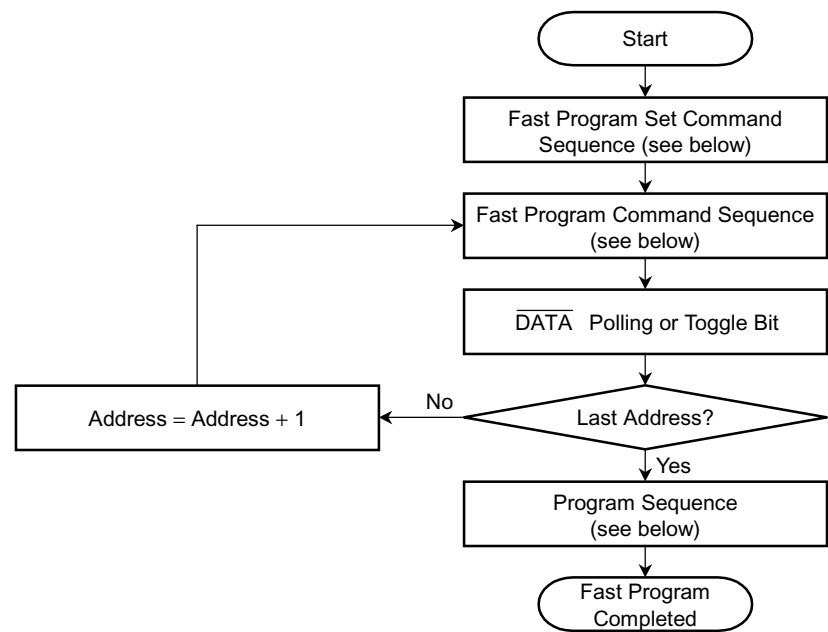 Start
Fast Program Set Command
Sequence (see below)
Fast Program Command Sequence
(see below)
DATA Polling or Toggle Bit
Last Address?
No
Address = Address + 1
Yes
Program Sequence
(see below)
Fast Program
Completed